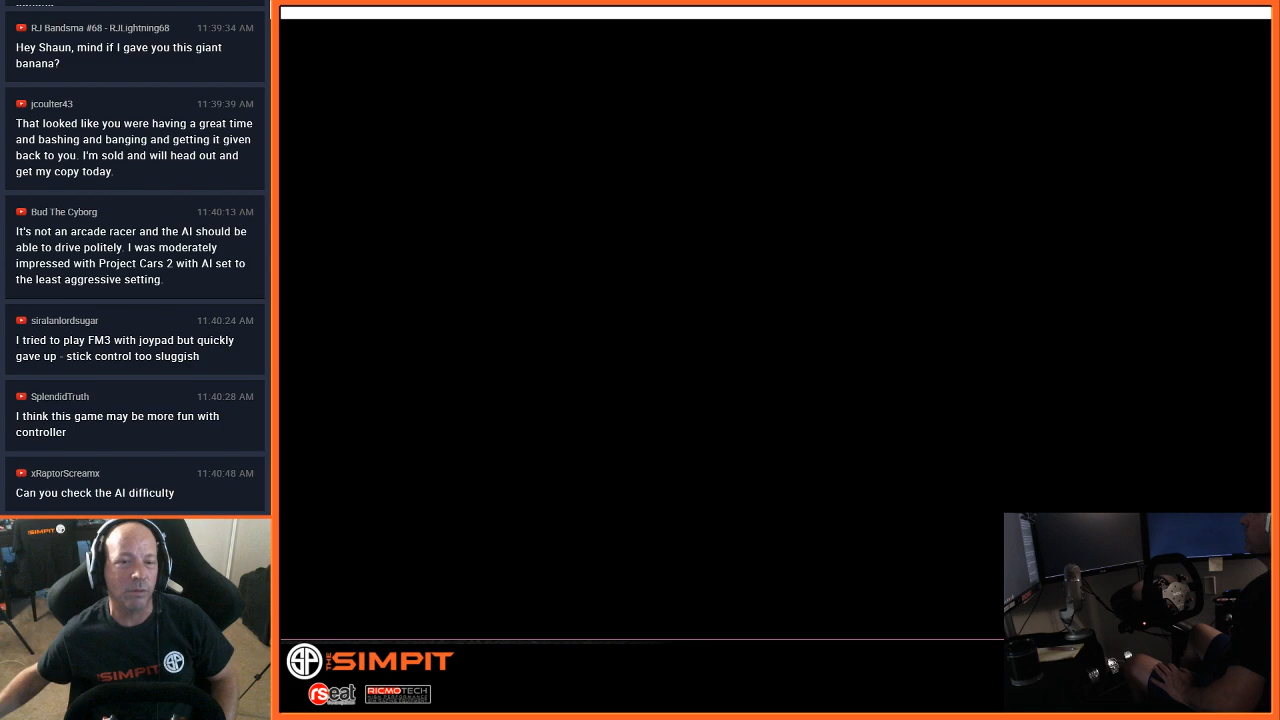 RJ Bandsma #68 - RJLightning68 11:39:34 AM
Hey Shaun, mind if I gave you this giant
banana?
jcoulter43 11:39:39 AM
That looked like you were having a great time
and bashing and banging and getting it given
back to you. I'm sold and will head out and
get my copy today.
Bud The Cyborg 11:40:13 AM
It's not an arcade racer and the AI should be
able to drive politely. I was moderately
impressed with Project Cars 2 with AI set to
the least aggressive setting.
siralanlordsugar 11:40:24 AM
I tried to play FM3 with joypad but quickly
gave up - stick control too sluggish
SplendidTruth 11:40:28 AM
I think this game may be more fun with
controller
xRaptorScreamx 11:40:48 AM
Can you check the AI difficulty
SIMPIT
SIMPIT SP
SP THE SIMPIT
rseat RICMOTECH